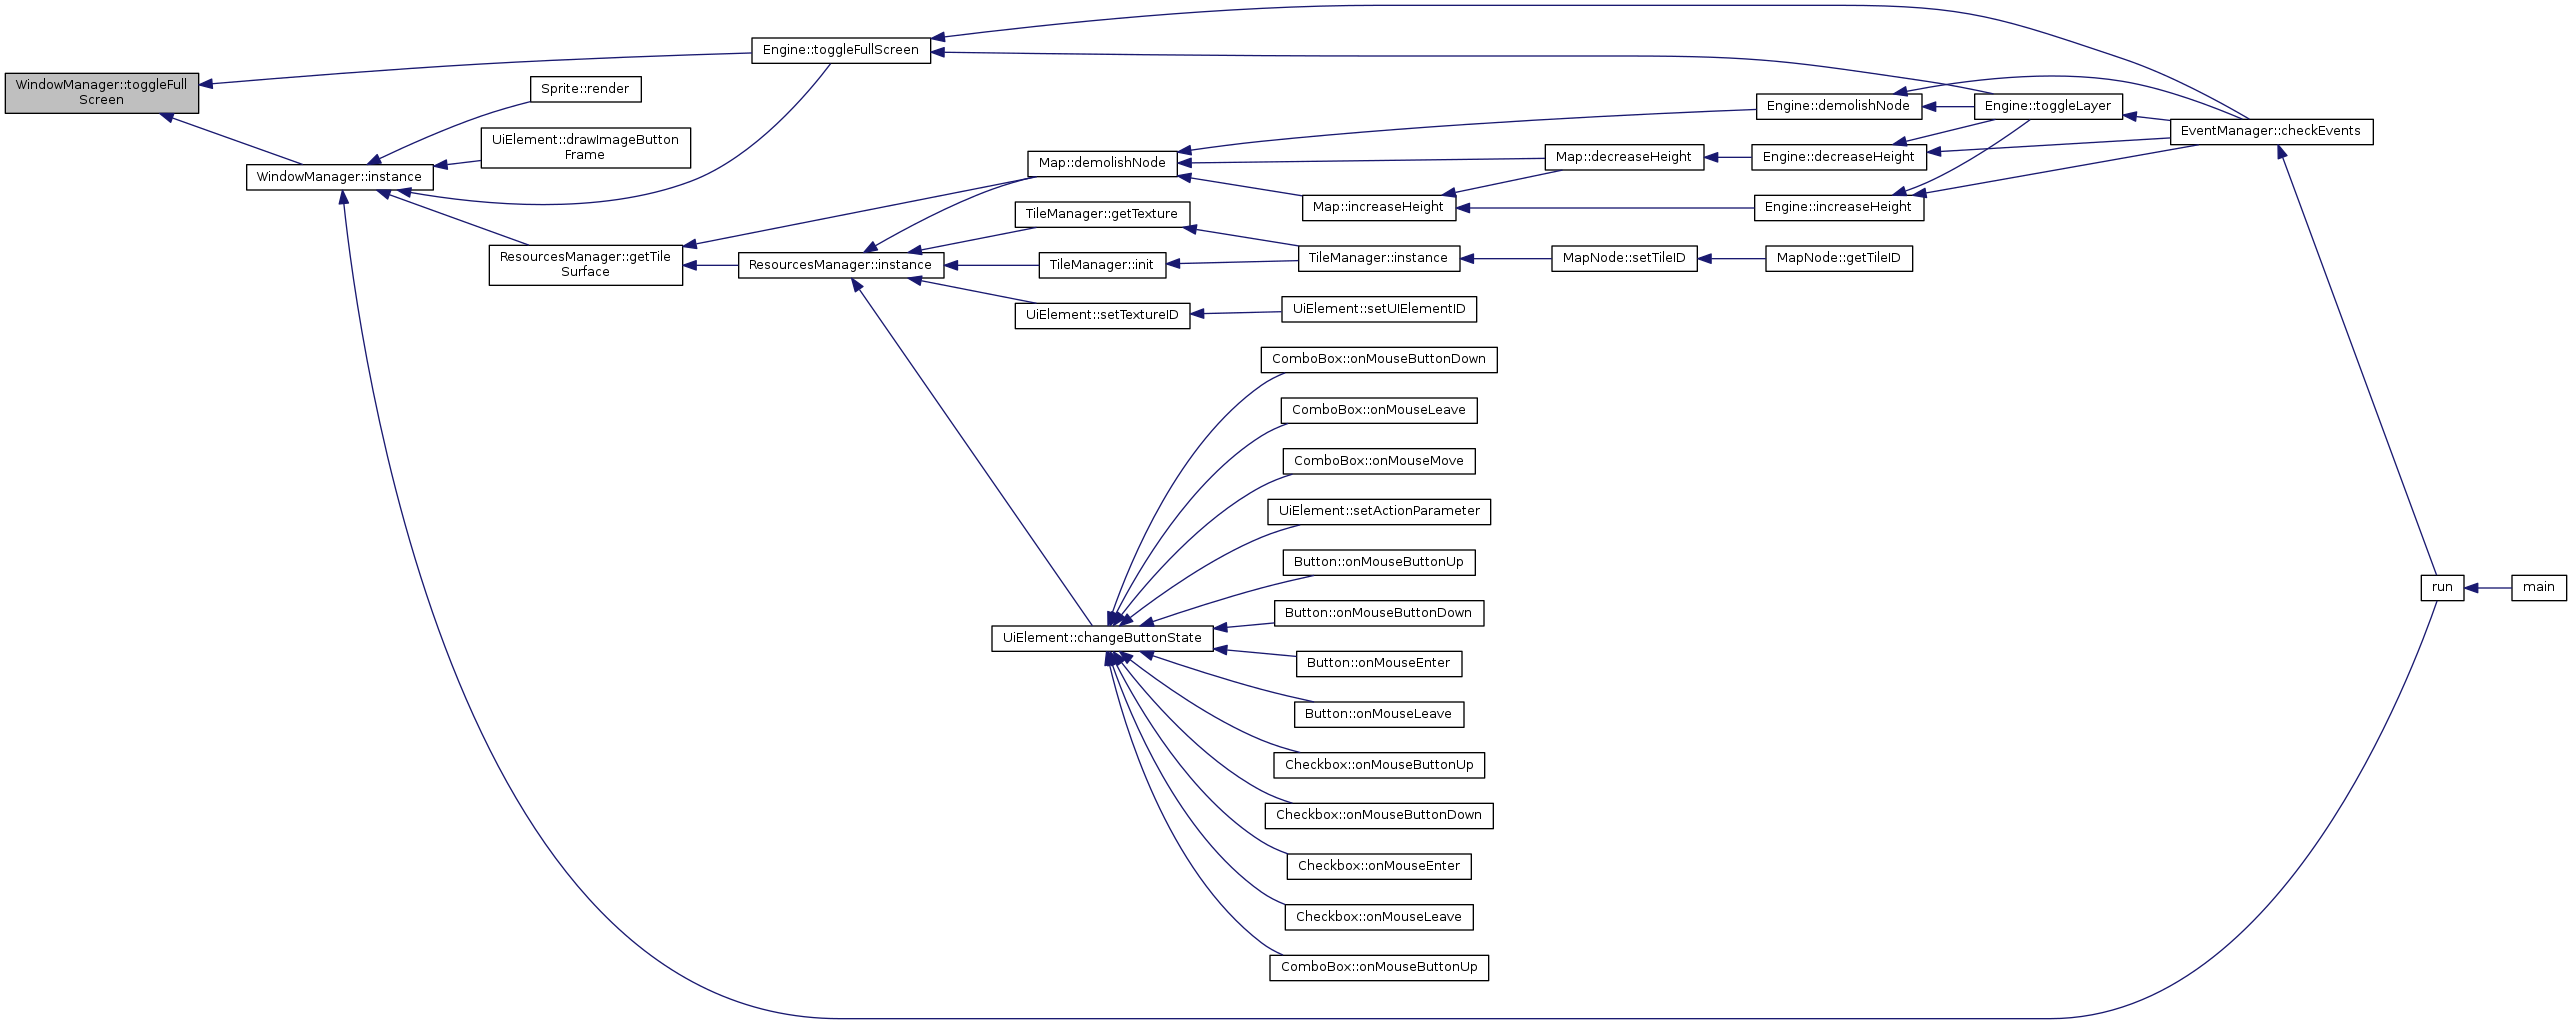 WindowManager::toggleFull
Screen
WindowManager::instance
Sprite::render
UiElement::drawImageButton
Frame
ResourcesManager::getTile
Surface
Engine::toggleFullScreen
ResourcesManager::instance
Map::demolishNode
TileManager::getTexture
TileManager::init
UiElement::setTextureID
UiElement::changeButtonState
Map::increaseHeight
TileManager::instance
UiElement::setUIElementID
ComboBox::onMouseButtonDown
ComboBox::onMouseLeave
ComboBox::onMouseMove
UiElement::setActionParameter
Button::onMouseButtonUp
Button::onMouseButtonDown
Button::onMouseEnter
Button::onMouseLeave
Checkbox::onMouseButtonUp
Checkbox::onMouseButtonDown
Checkbox::onMouseEnter
Checkbox::onMouseLeave
ComboBox::onMouseButtonUp
Map::decreaseHeight
MapNode::setTileID
Engine::demolishNode
Engine::decreaseHeight
Engine::increaseHeight
MapNode::getTileID
Engine::toggleLayer
EventManager::checkEvents
run
main